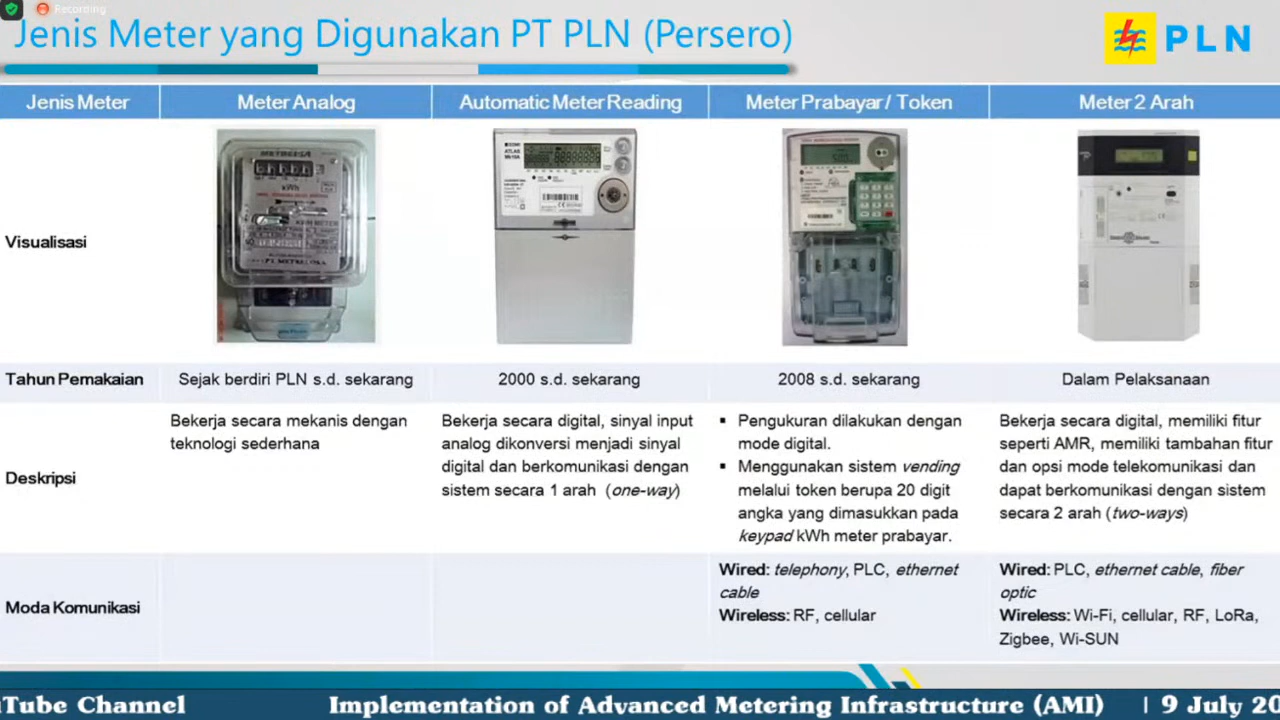 Recording
Jenis Meter yang Digunakan PT PLN (Persero)
PLN
Jenis Meter
Meter Analog
Automatic Meter Reading
Meter Prabayar / Token
Meter 2 Arah
Visualisasi
kWh
ATLAS
Tahun Pemakaian
Sejak berdiri PLN s.d. sekarang
2000 s.d. sekarang
2008 s.d. sekarang
Dalam Pelaksanaan
Deskripsi
Bekerja secara mekanis dengan
teknologi sederhana
Bekerja secara digital, sinyal input
analog dikonversi menjadi sinyal
digital dan berkomunikasi dengan
sistem secara 1 arah (one-way)
▪ Pengukuran dilakukan dengan
mode digital.
▪ Menggunakan sistem vending
melalui token berupa 20 digit
angka yang dimasukkan pada
keypad kWh meter prabayar.
Bekerja secara digital, memiliki fitur
seperti AMR, memiliki tambahan fitur
dan opsi mode telekomunikasi dan
dapat berkomunikasi dengan sistem
secara 2 arah (two-ways)
Moda Komunikasi
Wired: telephony, PLC, ethernet
cable
Wireless: RF, cellular
Wired: PLC, ethernet cable, fiber
optic
Wireless: Wi-Fi, cellular, RF, LoRa,
Zigbee, Wi-SUN
Tube Channel Implementation of Advanced Metering Infrastructure (AMI) | 9 July 20